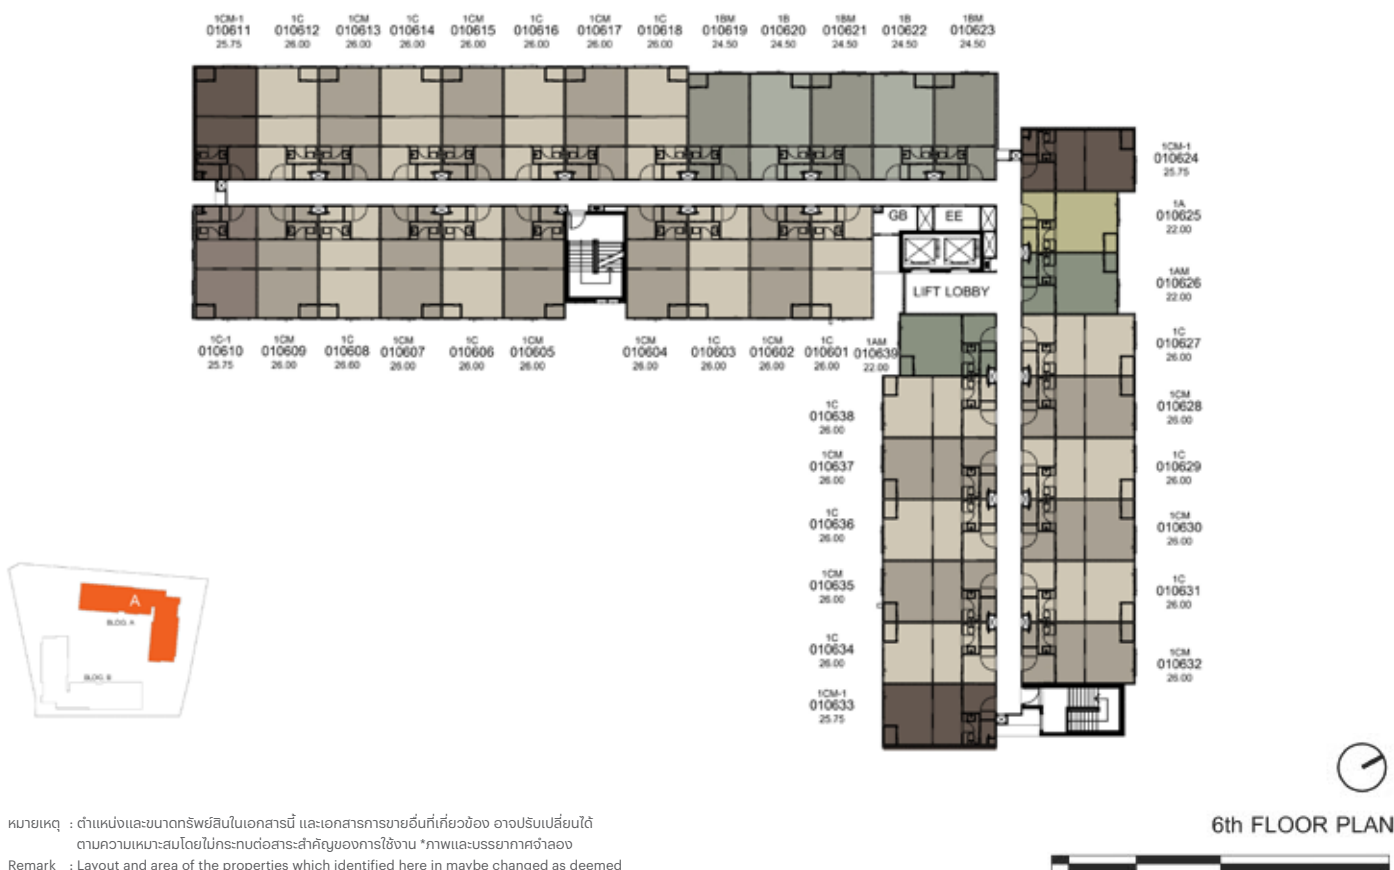 1CM-1
010611
25.75
1C
010612
26.00
1CM
010613
26.00
1C
010614
26.00
1CM
010615
26.00
1C
010616
26.00
1CM
010617
26.00
1C
010618
26.00
1BM
010619
24.50
1B
010620
24.50
1BM
010621
24.50
1B
010622
24.50
1BM
010623
24.50
1CM-1
010624
25.75
1A
010625
22.00
1AM
010626
22.00
1C
010627
26.00
1CM
010628
26.00
1C
010629
26.00
1CM
010630
26.00
1C
010631
26.00
1CM
010632
26.00
GB
EE
LIFT LOBBY
1C-1
010610
25.75
1CM
010609
26.00
1C
010608
26.60
1CM
010607
26.00
1C
010606
26.00
1CM
010605
26.00
1CM
010604
26.00
1C
010603
26.00
1CM
010602
26.00
1C
010601
26.00
1AM
010639
22.00
1C
010638
26.00
1CM
010637
26.00
1C
010636
26.00
1CM
010635
26.00
1C
010634
26.00
1CM-1
010633
25.75
A
BLDG. A
BLDG. B
6th FLOOR PLAN
หมายเหตุ : ตำแหน่งและขนาดทรัพย์สินในเอกสารนี้ และเอกสารการขายอื่นที่เกี่ยวข้อง อาจปรับเปลี่ยนได้
ตามความเหมาะสมโดยไม่กระทบต่อสาระสำคัญของการใช้งาน *ภาพและบรรยากาศจำลอง
Remark : Layout and area of the properties which identified here in maybe changed as deemed